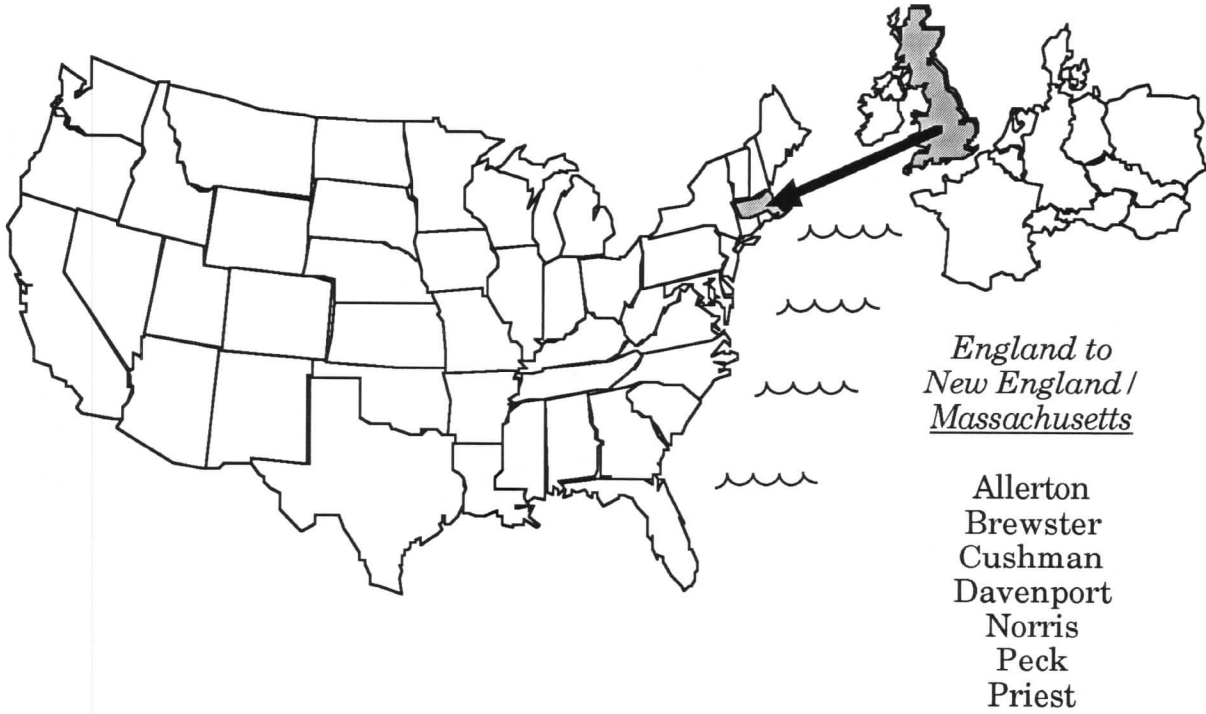 England to
New England /
Massachusetts
Allerton
Brewster
Cushman
Davenport
Norris
Peck
Priest